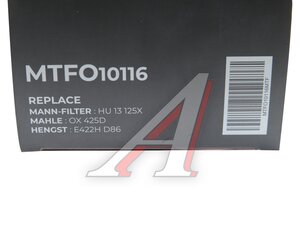 MTFO10116
REPLACE
MANN-FILTER : HU 13 125X
MAHLE : OX 425D
HENGST : E422H D86